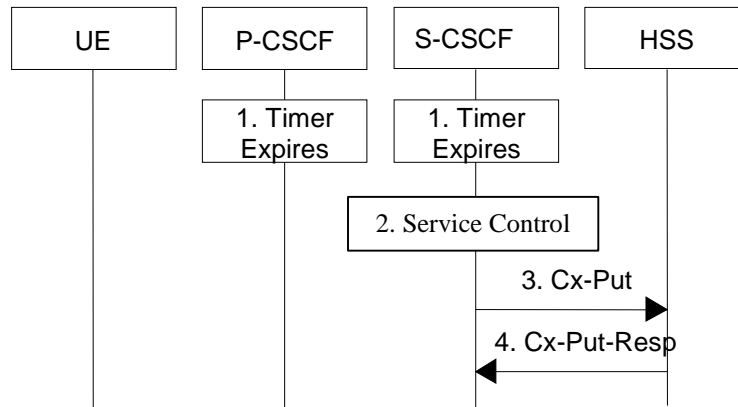 UE
P-CSCF
S-CSCF
HSS
1. Timer
Expires
1. Timer
Expires
2. Service Control
3. Cx-Put
4. Cx-Put-Resp